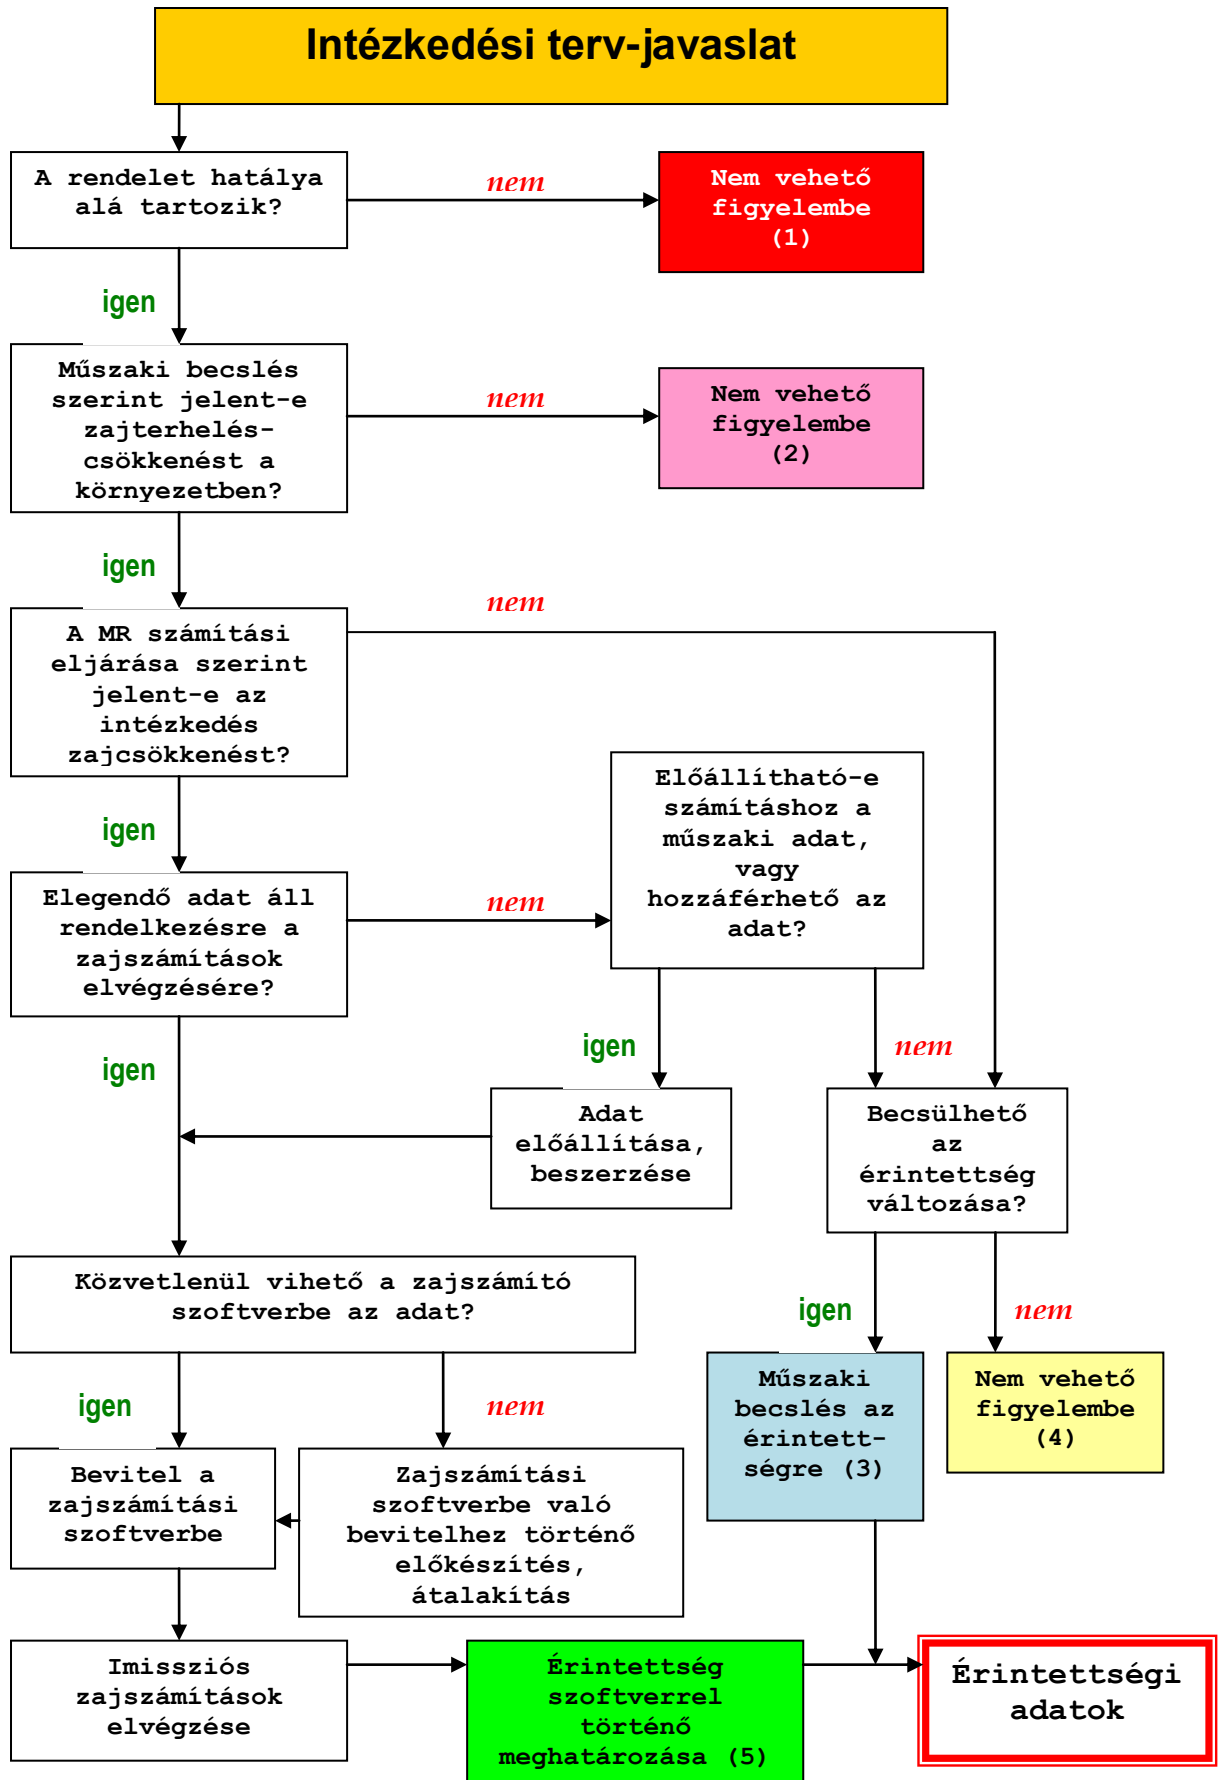 Intézkedési terv-javaslat
A rendelet hatálya
alá tartozik?
nem
Nem vehető
figyelembe
(1)
igen
Műszaki becslés
szerint jelent-e
zajterhelés-
csökkenést a
környezetben?
nem
Nem vehető
figyelembe
(2)
igen
A MR számítási
eljárása szerint
jelent-e az
intézkedés
zajcsökkenést?
nem
igen
Előállítható-e
számításhoz a
műszaki adat,
vagy
hozzáférhető az
adat?
Elegendő adat áll
rendelkezésre a
zajszámítások
elvégzésére?
nem
igen
igen
nem
Adat
előállítása,
beszerzése
Becsülhető
az
érintettség
változása?
Közvetlenül vihető a zajszámító
szoftverbe az adat?
igen
nem
igen
nem
Műszaki
becslés az
érintett-
ségre (3)
Nem vehető
figyelembe
(4)
Bevitel a
zajszámítási
szoftverbe
Zajszámítási
szoftverbe való
bevitelhez történő
előkészítés,
átalakítás
Imissziós
zajszámítások
elvégzése
Érintettség
szoftverrel
történő
meghatározása (5)
Érintettségi
adatok